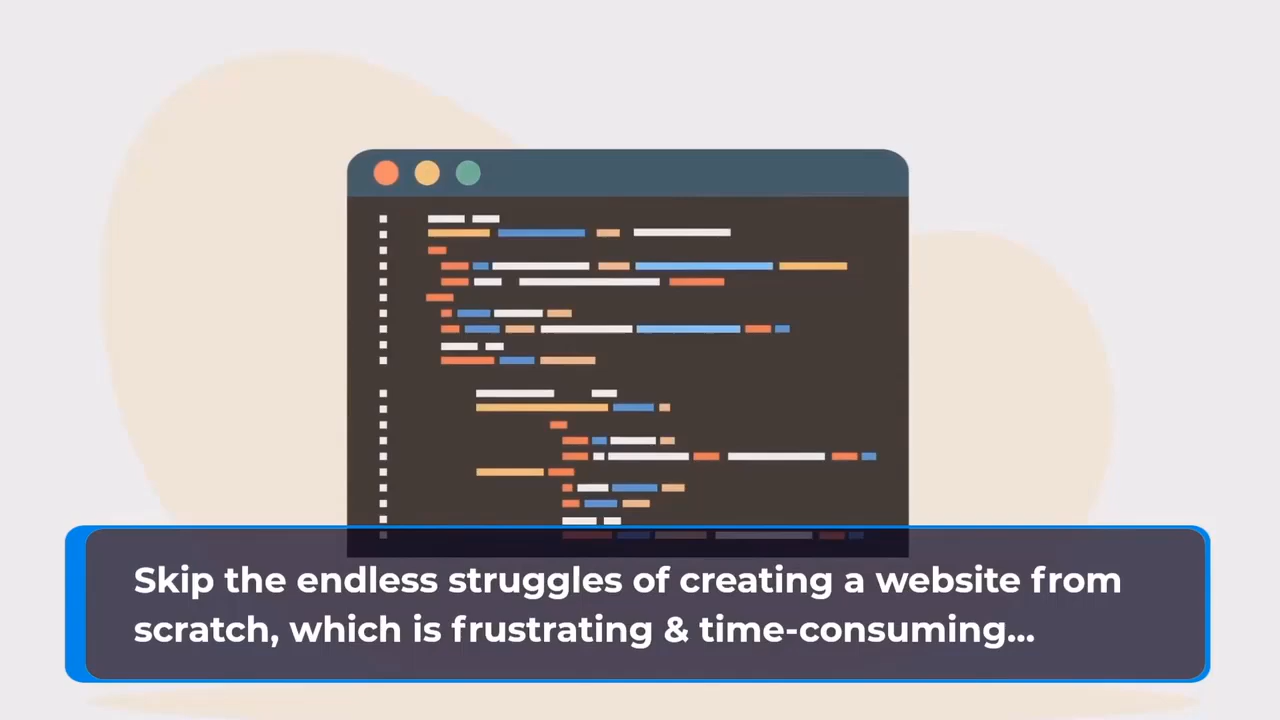 Skip the endless struggles of creating a website from
scratch, which is frustrating & time-consuming...